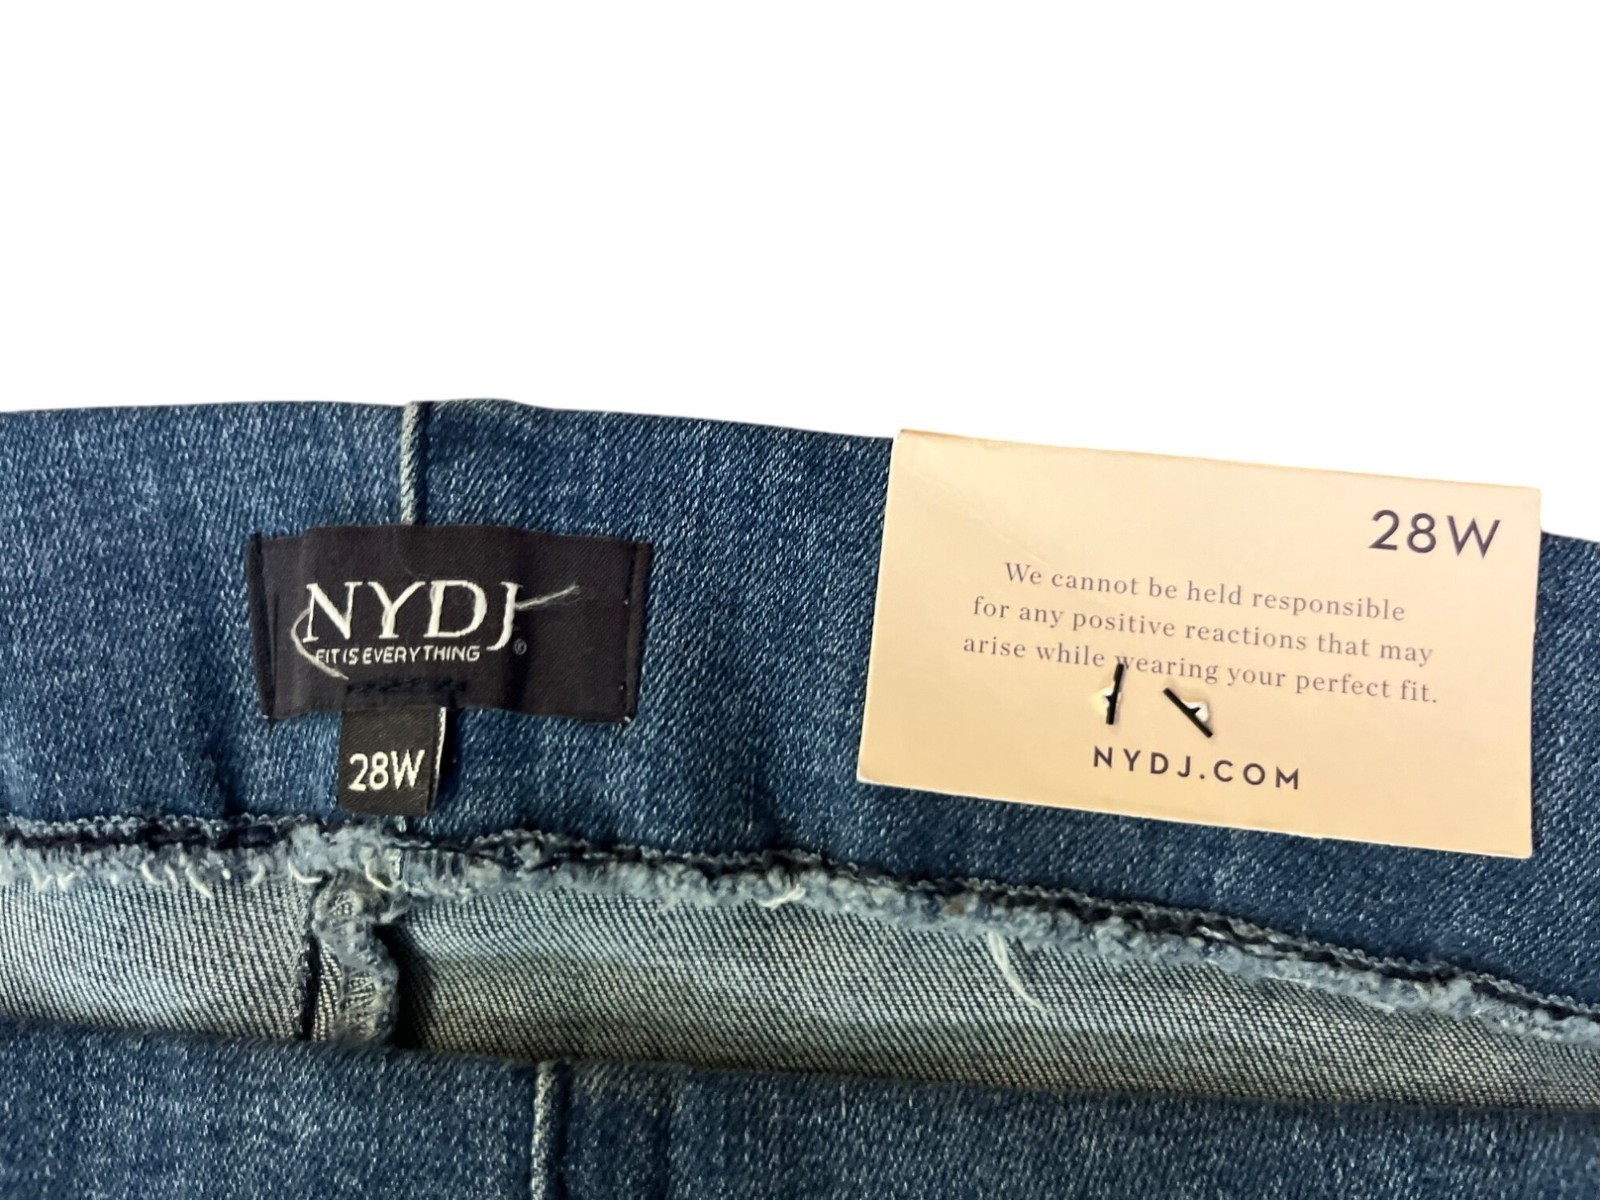 NYDJ
FIT IS EVERYTHING®
28W
28W
We cannot be held responsible
for any positive reactions that may
arise while wearing your perfect fit.
NYDJ.COM